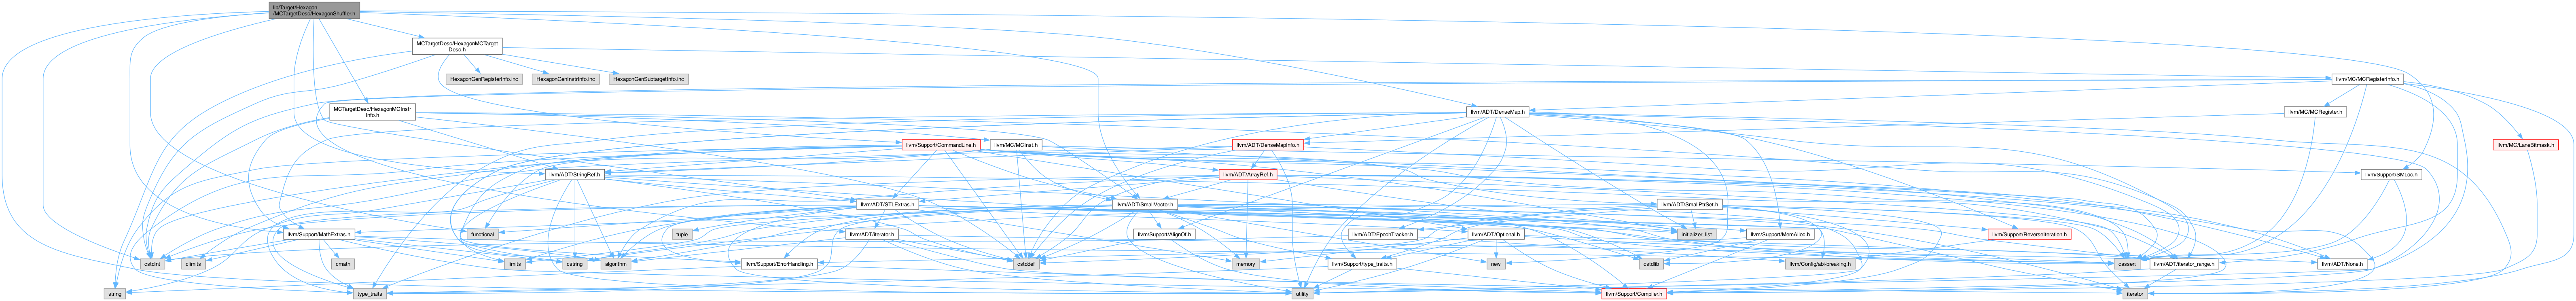 lib/Target/Hexagon
/MCTargetDesc/HexagonShuffler.h
MCTargetDesc/HexagonMCTarget
Desc.h
HexagonGenRegisterInfo.inc
HexagonGenInstrInfo.inc
HexagonGenSubtargetInfo.inc
llvm/MC/MCRegisterInfo.h
MCTargetDesc/HexagonMCInstr
Info.h
llvm/ADT/DenseMap.h
llvm/MC/MCRegister.h
llvm/Support/CommandLine.h
llvm/MC/MCInst.h
llvm/ADT/DenseMapInfo.h
llvm/MC/LaneBitmask.h
llvm/ADT/StringRef.h
llvm/ADT/ArrayRef.h
llvm/Support/SMLoc.h
llvm/ADT/STLExtras.h
llvm/ADT/SmallVector.h
llvm/ADT/SmallPtrSet.h
llvm/Support/MathExtras.h
functional
tuple
llvm/ADT/iterator.h
llvm/Support/AlignOf.h
llvm/ADT/EpochTracker.h
llvm/ADT/Optional.h
initializer_list
llvm/Support/MemAlloc.h
llvm/Support/ReverseIteration.h
cstdint
climits
cmath
limits
cstring
algorithm
llvm/Support/ErrorHandling.h
cstddef
memory
llvm/Support/type_traits.h
new
cstdlib
llvm/Config/abi-breaking.h
cassert
llvm/ADT/iterator_range.h
llvm/ADT/None.h
string
type_traits
utility
llvm/Support/Compiler.h
iterator